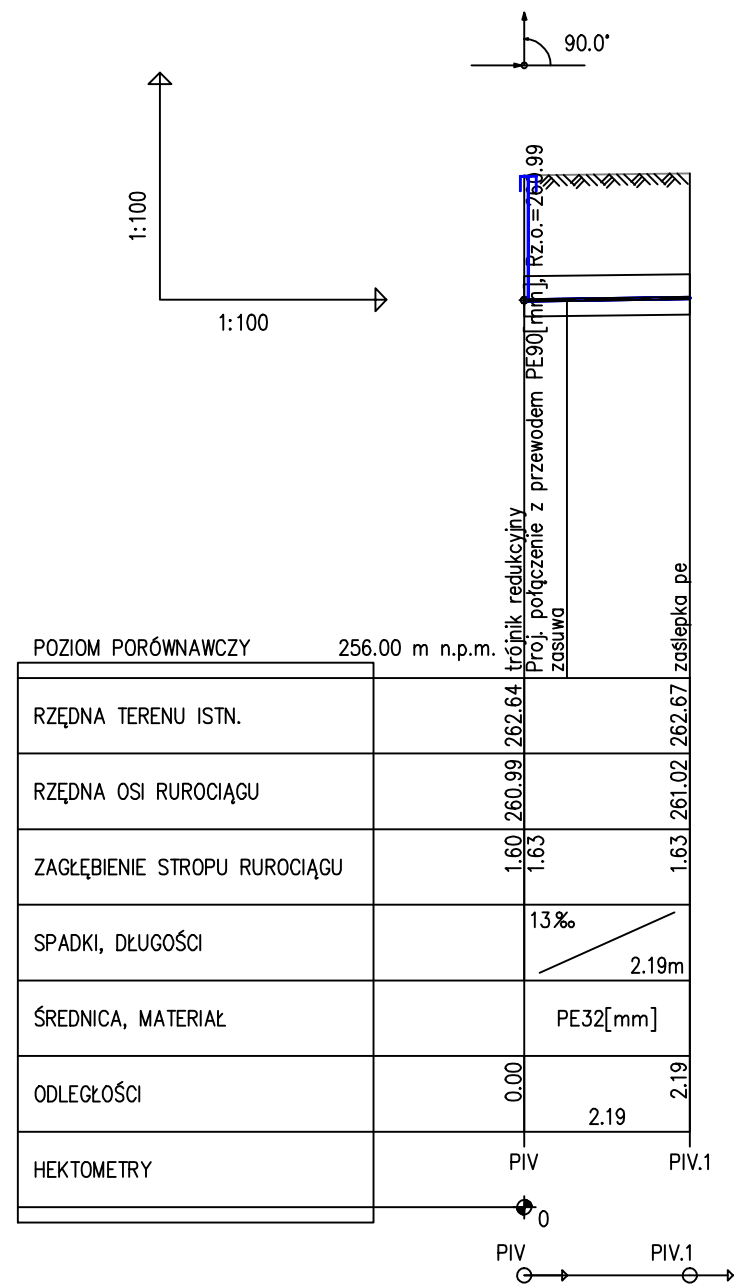 90.0°
1:100
1:100
trójnik redukcyjny
Proj. połączenie z przewodem PE90[mm], Rz.o.=260.99
zasuwa
zaślepka pe
POZIOM PORÓWNAWCZY 256.00 m n.p.m.
RZĘDNA TERENU ISTN. 262.64 262.67
RZĘDNA OSI RUROCIĄGU 260.99 261.02
ZAGŁĘBIENIE STROPU RUROCIĄGU 1.60 1.63 1.63
SPADKI, DŁUGOŚCI 13‰ 2.19m
ŚREDNICA, MATERIAŁ PE32[mm]
ODLEGŁOŚCI 0.00 2.19 2.19
PIV PIV.1
HEKTOMETRY
0
PIV PIV.1